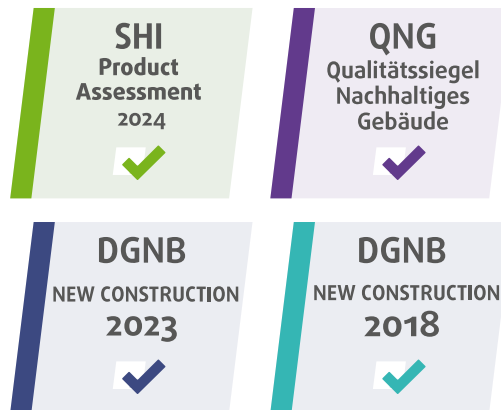 SHI
Product
Assessment
2024
QNG
Qualitätssiegel
Nachhaltiges
Gebäude
DGNB
NEW CONSTRUCTION
2023
DGNB
NEW CONSTRUCTION
2018